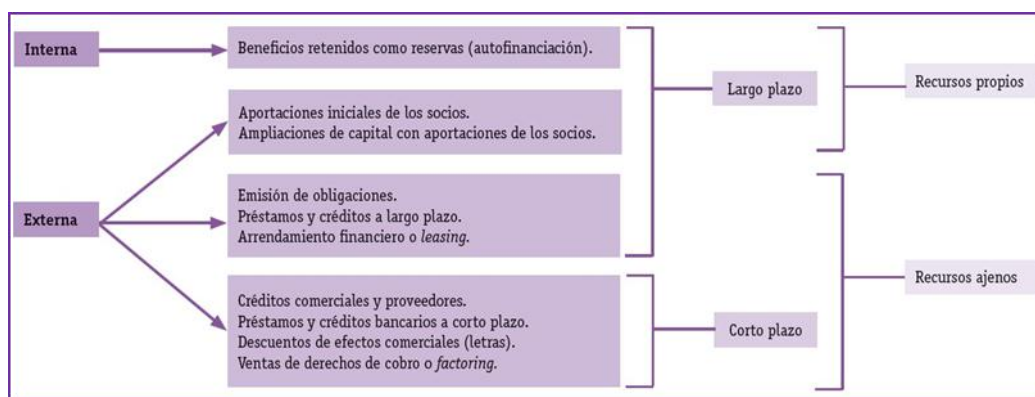 Interna
Beneficios retenidos como reservas (autofinanciación).
Aportaciones iniciales de los socios.
Ampliaciones de capital con aportaciones de los socios.
Externa
Emisión de obligaciones.
Préstamos y créditos a largo plazo.
Arrendamiento financiero o leasing.
Créditos comerciales y proveedores.
Préstamos y créditos bancarios a corto plazo.
Descuentos de efectos comerciales (letras).
Ventas de derechos de cobro o factoring.
Largo plazo
Corto plazo
Recursos propios
Recursos ajenos